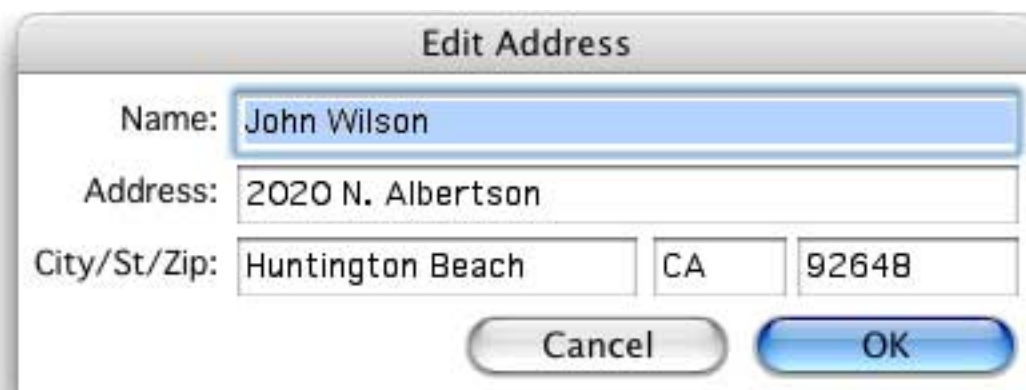 Edit Address
Name: John Wilson
Address: 2020 N. Albertson
City/St/Zip: Huntington Beach CA 92648
Cancel OK